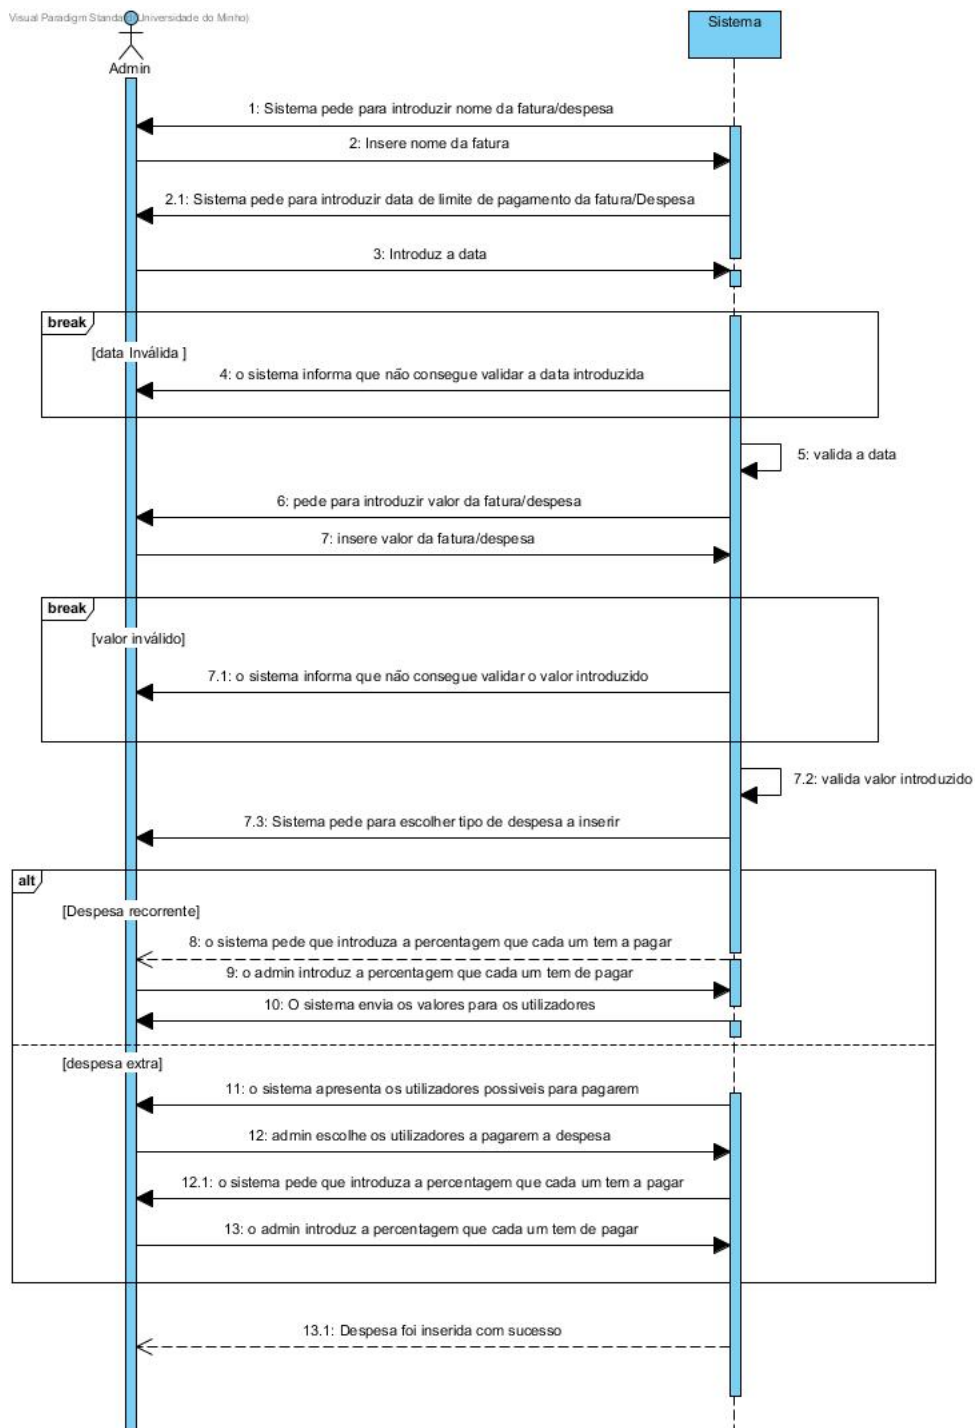 Visual Paradigm Standard(Universidade do Minho)
Sistema
Admin
1: Sistema pede para introduzir nome da fatura/despesa
2: Insere nome da fatura
2.1: Sistema pede para introduzir data de limite de pagamento da fatura/Despesa
3: Introduz a data
break
[data Inválida ]
4: o sistema informa que não consegue validar a data introduzida
5: valida a data
6: pede para introduzir valor da fatura/despesa
7: insere valor da fatura/despesa
break
[valor inválido]
7.1: o sistema informa que não consegue validar o valor introduzido
7.2: valida valor introduzido
7.3: Sistema pede para escolher tipo de despesa a inserir
alt
[Despesa recorrente]
8: o sistema pede que introduza a percentagem que cada um tem a pagar
9: o admin introduz a percentagem que cada um tem de pagar
10: O sistema envia os valores para os utilizadores
[despesa extra]
11: o sistema apresenta os utilizadores possiveis para pagarem
12: admin escolhe os utilizadores a pagarem a despesa
12.1: o sistema pede que introduza a percentagem que cada um tem a pagar
13: o admin introduz a percentagem que cada um tem de pagar
13.1: Despesa foi inserida com sucesso